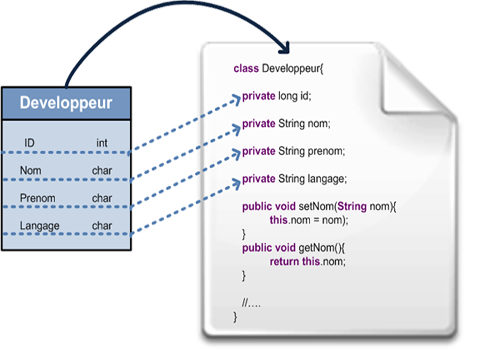 Developpeur
ID int
Nom char
Prenom char
Langage char
class Developpeur{
private long id;
private String nom;
private String prenom;
private String langage;
public void setNom(String nom){
this.nom = nom);
}
public void getNom(){
return this.nom;
}
//....
}